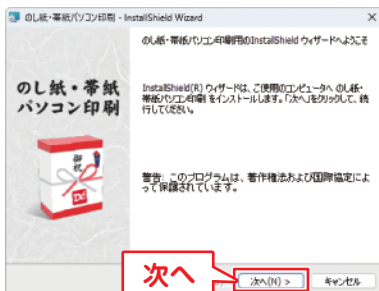 のし紙・帯紙パソコン印刷 - InstallShield Wizard
のし紙・帯紙パソコン印刷用のInstallShield ウィザードへようこそ
のし紙・帯紙
パソコン印刷
InstallShield(R) ウィザードは、ご使用のコンピュータへ のし紙・
帯紙パソコン印刷 をインストールします。「次へ」をクリックして、続
行してください。
御祝
警告: このプログラムは、著作権法および国際協定によ
って保護されています。
次へ
次へ(N) >
キャンセル